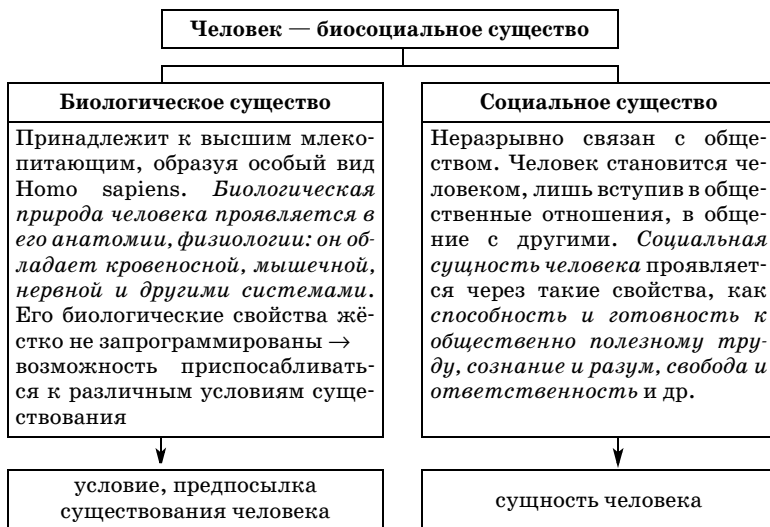 Человек — биосоциальное существо
Биологическое существо
Принадлежит к высшим млеко-
питающим, образуя особый вид
Homo sapiens. Биологическая
природа человека проявляется в
его анатомии, физиологии: он об-
ладает кровеносной, мышечной,
нервной и другими системами.
Его биологические свойства жё-
стко не запрограммированы →
возможность приспосабливать-
ся к различным условиям суще-
ствования
условие, предпосылка
существования человека
Социальное существо
Неразрывно связан с обще-
ством. Человек становится че-
ловеком, лишь вступив в обще-
ственные отношения, в обще-
ние с другими. Социальная
сущность человека проявляет-
ся через такие свойства, как
способность и готовность к
общественно полезному тру-
ду, сознание и разум, свобода и
ответственность и др.
сущность человека